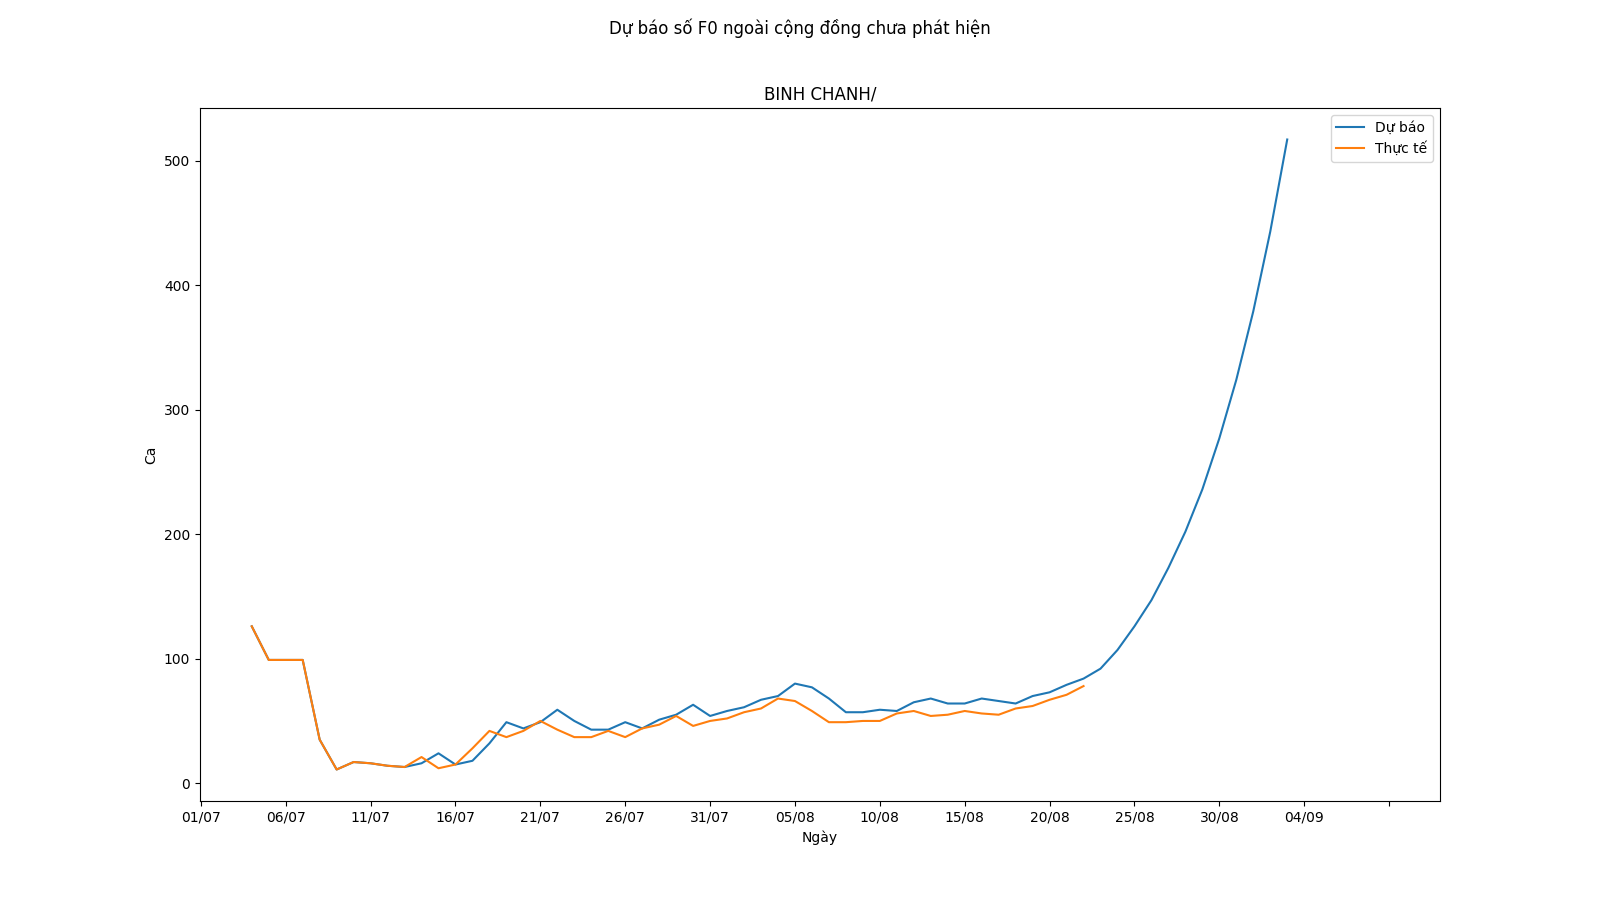 Dự báo số F0 ngoài cộng đồng chưa phát hiện
BINH CHANH/
Dự báo
Thực tế
500
400
300
200
100
0
Ca
01/07 06/07 11/07 16/07 21/07 26/07 31/07 05/08 10/08 15/08 20/08 25/08 30/08 04/09
Ngày